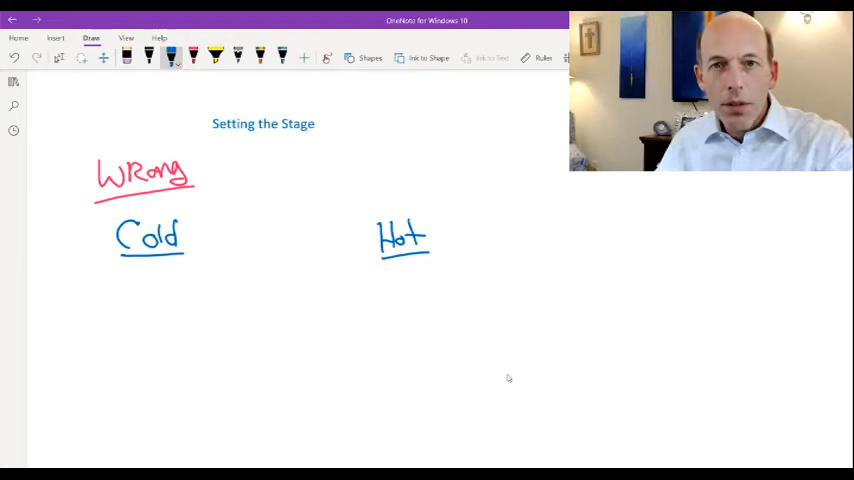 OneNote for Windows 10
Home Insert Draw View Help
Shapes Ink to Shape Ink to Text Ruler
Setting the Stage
WRong
Cold Hot